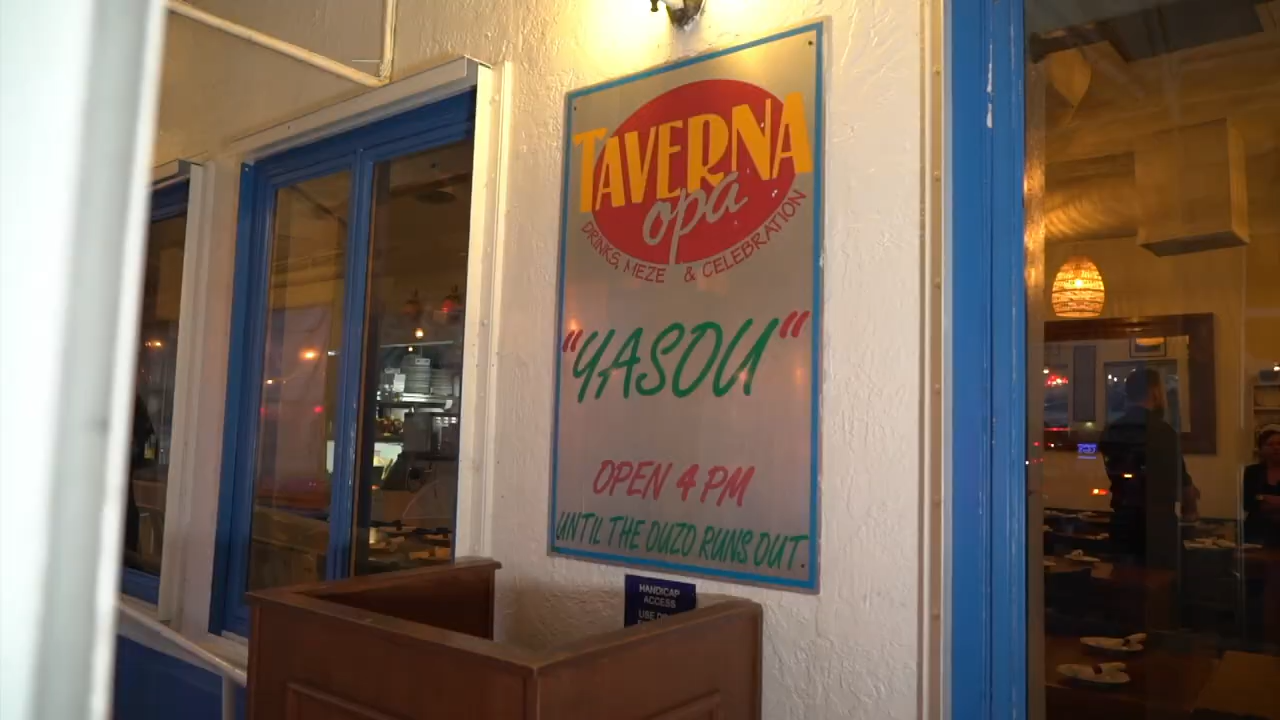 TAVERNA
opa
DRINKS, MEZE & CELEBRATION
"YASOU"
OPEN 4 PM
UNTIL THE OUZO RUNS OUT.
HANDICAP
ACCESS